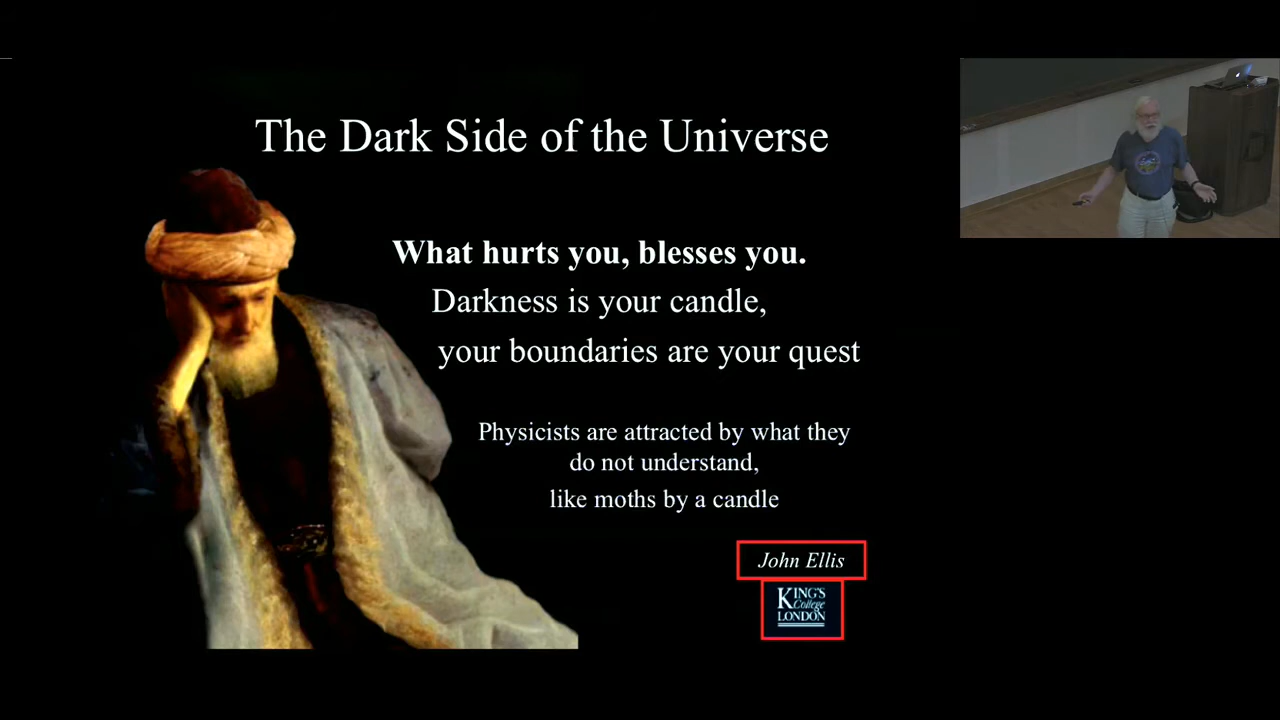 The Dark Side of the Universe
What hurts you, blesses you.
Darkness is your candle,
your boundaries are your quest
Physicists are attracted by what they
do not understand,
like moths by a candle
John Ellis
KING'S
College
LONDON